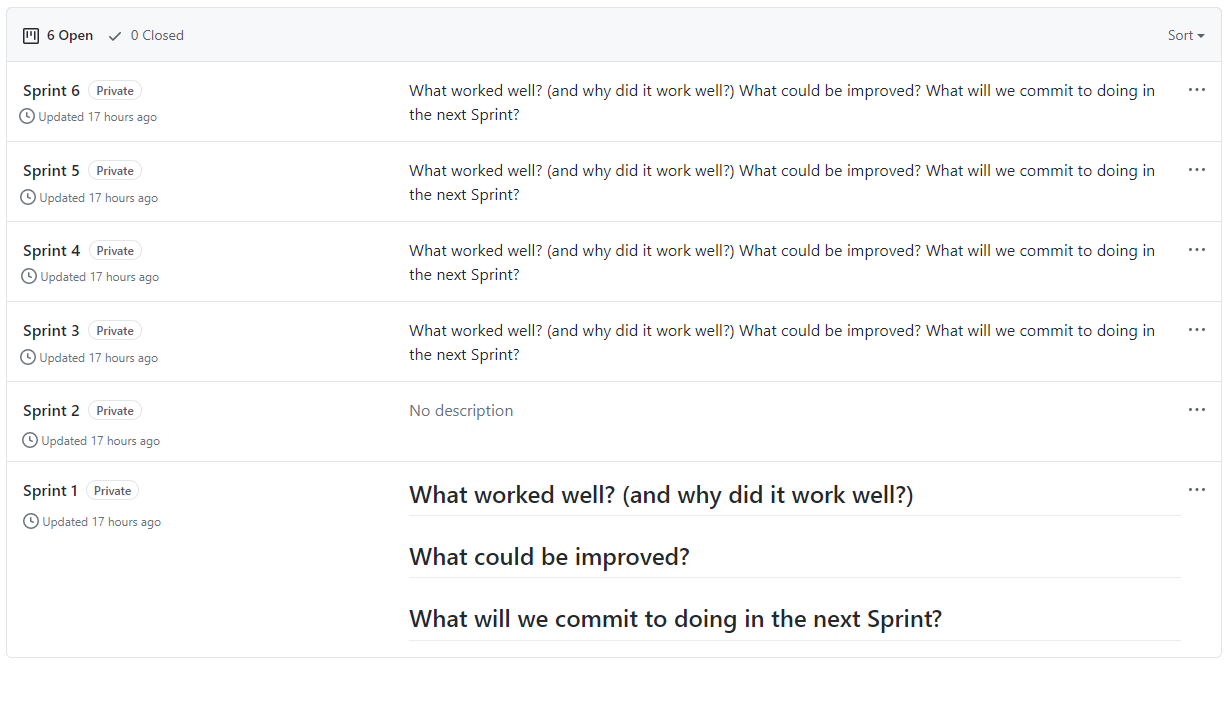 6 Open 0 Closed Sort
Sprint 6 Private
Updated 17 hours ago
What worked well? (and why did it work well?) What could be improved? What will we commit to doing in
the next Sprint?
Sprint 5 Private
Updated 17 hours ago
What worked well? (and why did it work well?) What could be improved? What will we commit to doing in
the next Sprint?
Sprint 4 Private
Updated 17 hours ago
What worked well? (and why did it work well?) What could be improved? What will we commit to doing in
the next Sprint?
Sprint 3 Private
Updated 17 hours ago
What worked well? (and why did it work well?) What could be improved? What will we commit to doing in
the next Sprint?
Sprint 2 Private
Updated 17 hours ago
No description
Sprint 1 Private
Updated 17 hours ago
What worked well? (and why did it work well?)
What could be improved?
What will we commit to doing in the next Sprint?